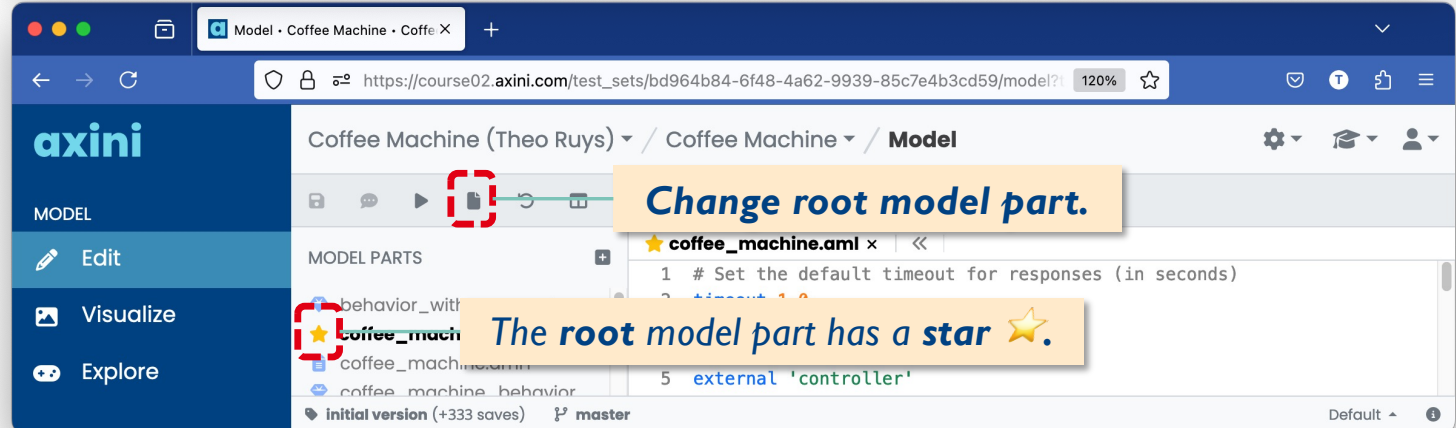 Model • Coffee Machine • Coffe
https://course02.axini.com/test_sets/bd964b84-6f48-4a62-9939-85c7e4b3cd59/model?
120%
T
axini
Coffee Machine (Theo Ruys) / Coffee Machine / Model
Change root model part.
MODEL
Edit
Visualize
Explore
MODEL PARTS
coffee_machine.aml ×
1 # Set the default timeout for responses (in seconds)
The root model part has a star ⭐.
coffee_machine_behavior
5 external 'controller'
initial version (+333 saves) master
Default